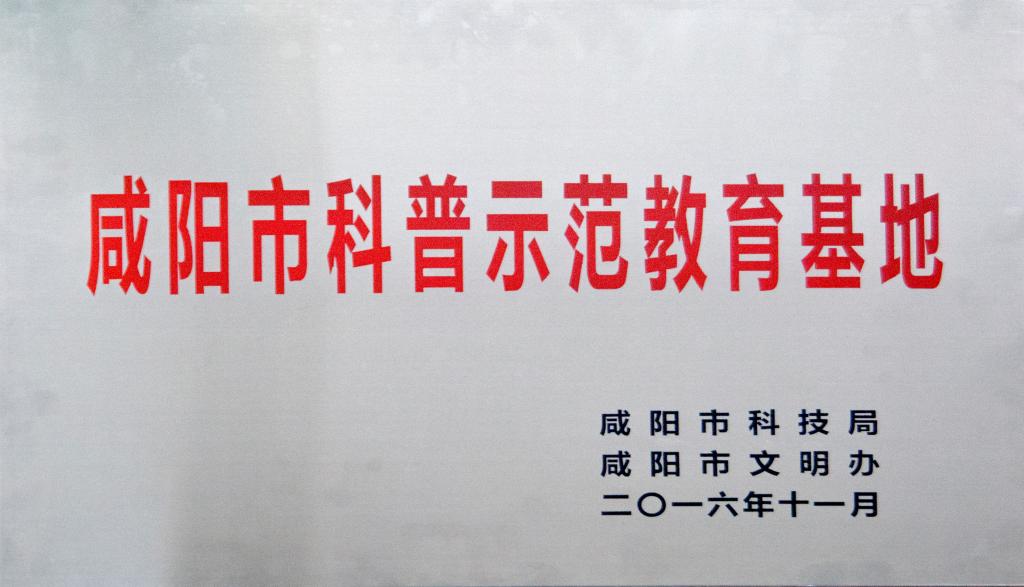 咸阳市科普示范教育基地
咸阳市科技局
咸阳市文明办
二〇一六年十一月